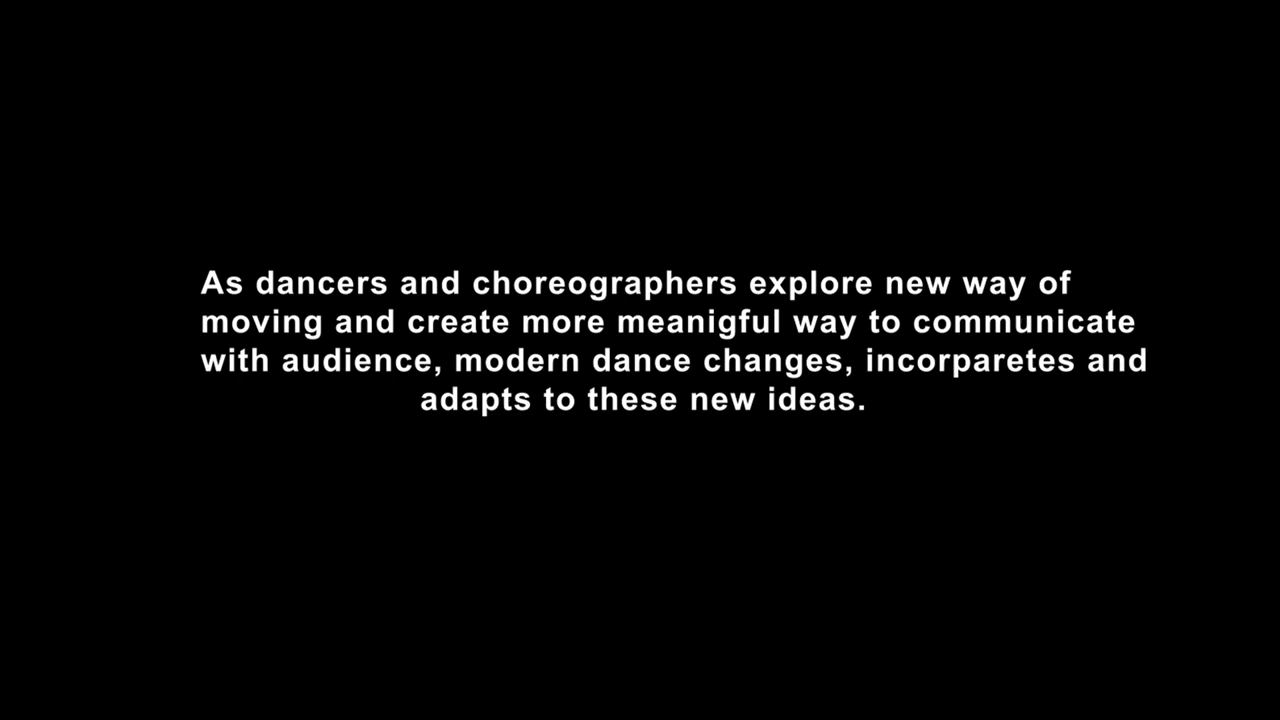 As dancers and choreographers explore new way of
moving and create more meanigful way to communicate
with audience, modern dance changes, incorparetes and
adapts to these new ideas.